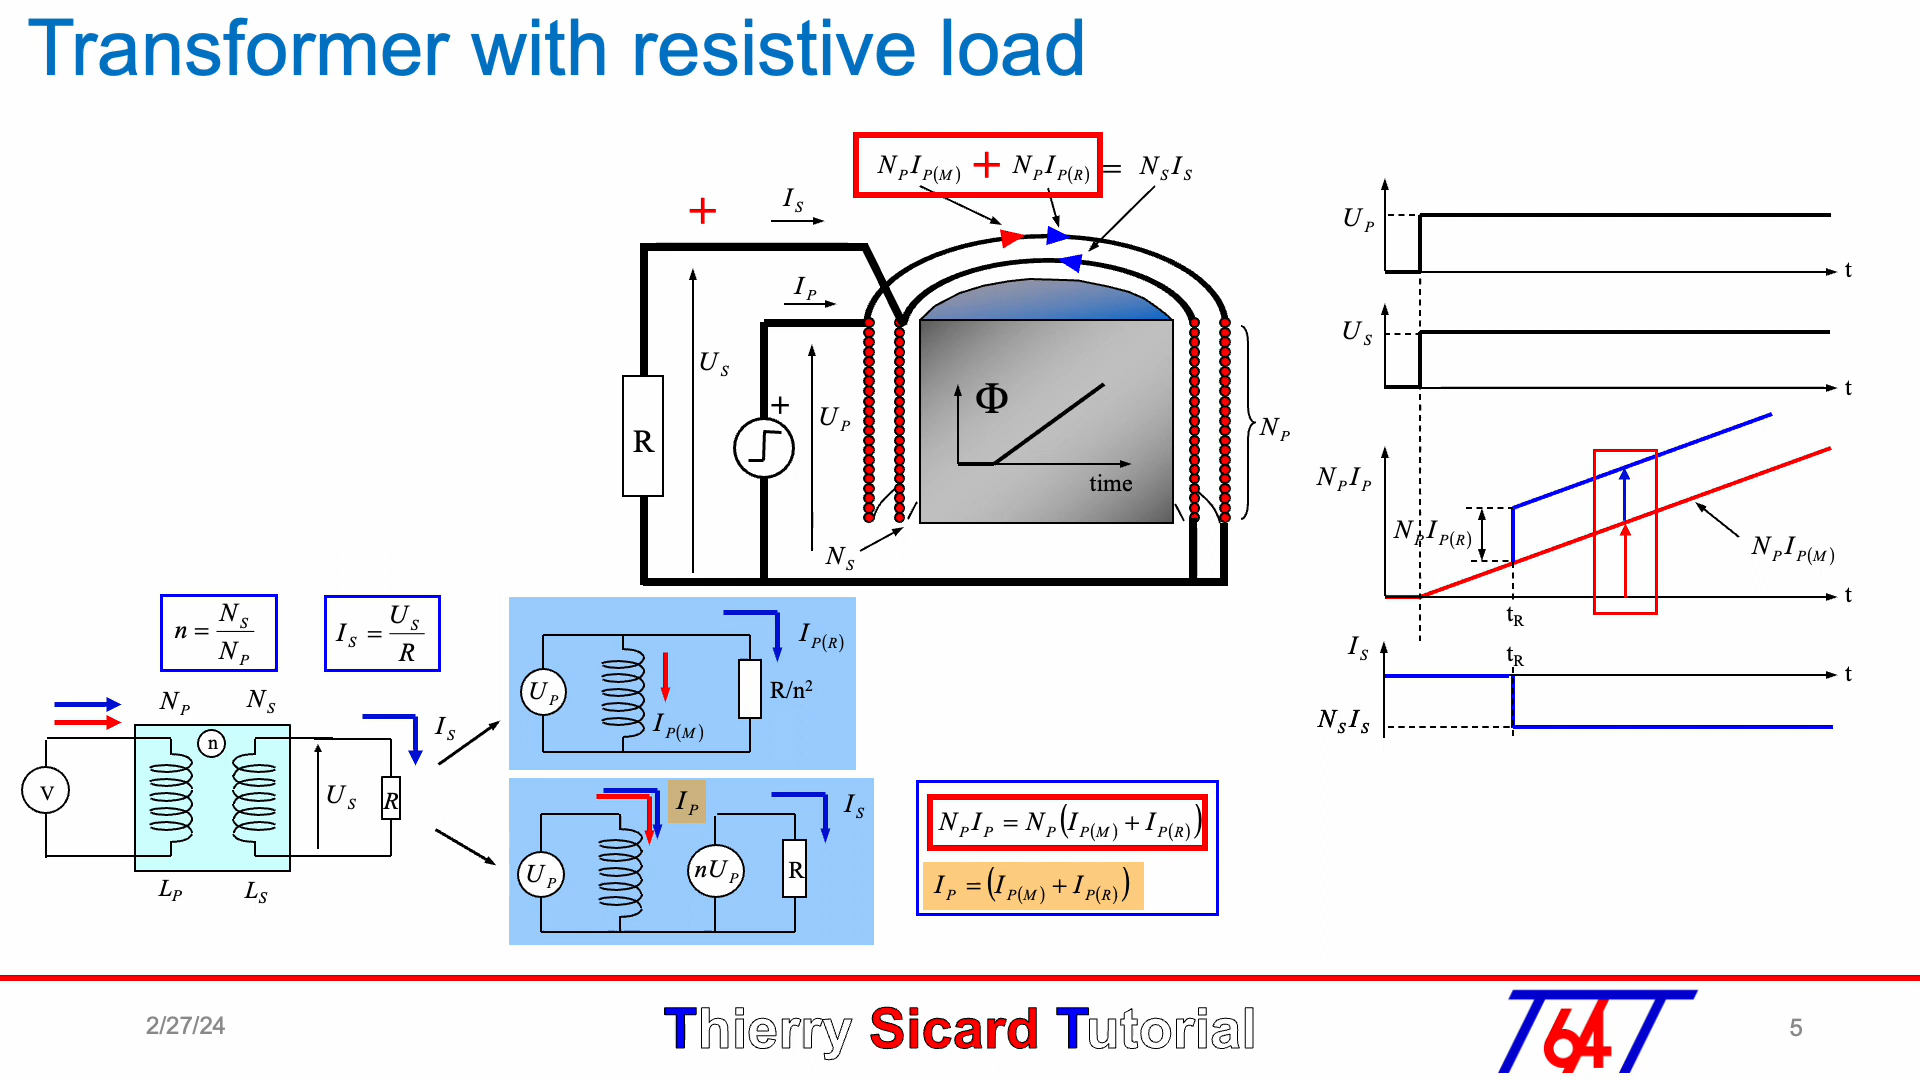 Transformer with resistive load
N_P I_P(M) + N_P I_P(R) = N_S I_S
+
I_S
I_P
U_S
+
U_P
R
Φ
time
N_P
N_S
U_P
t
U_S
t
N_P I_P
N_P I_P(R)
N_P I_P(M)
t
t_R
I_S
t_R
t
N_S I_S
n = N_S / N_P
I_S = U_S / R
N_P
N_S
n
I_S
v
U_S
R
L_P
L_S
U_P
I_P(M)
I_P(R)
R/n²
I_P
I_S
U_P
nU_P
R
N_P I_P = N_P (I_P(M) + I_P(R))
I_P = (I_P(M) + I_P(R))
2/27/24
Thierry Sicard Tutorial
T64T
5